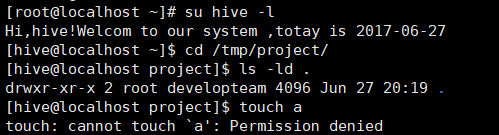 [root@localhost ~]# su hive -l
Hi,hive!Welcom to our system ,totay is 2017-06-27
[hive@localhost ~]$ cd /tmp/project/
[hive@localhost project]$ ls -ld .
drwxr-xr-x 2 root developteam 4096 Jun 27 20:19 .
[hive@localhost project]$ touch a
touch: cannot touch `a': Permission denied